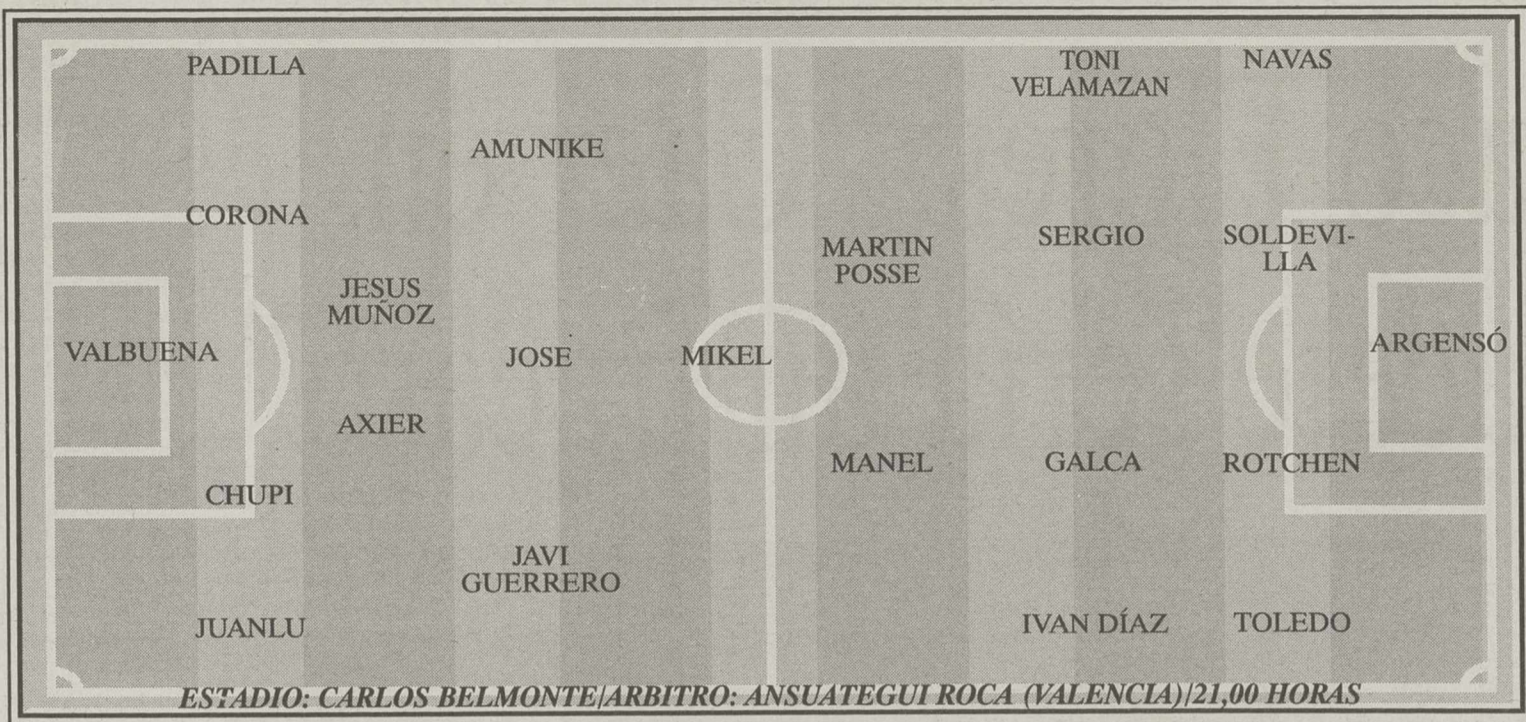 PADILLA
CORONA
VALBUENA
CHUPI
JUANLU
JESUS
MUÑOZ
AXIER
AMUNIKE
JOSE
JAVI
GUERRERO
MIKEL
MARTIN
POSSE
MANEL
TONI
VELAMAZAN
SERGIO
GALCA
IVAN DÍAZ
NAVAS
SOLDEVI-
LLA
ROTCHEN
TOLEDO
ARGENSÓ
ESTADIO: CARLOS BELMONTE/ARBITRO: ANSUATEGUI ROCA (VALENCIA)/21,00 HORAS